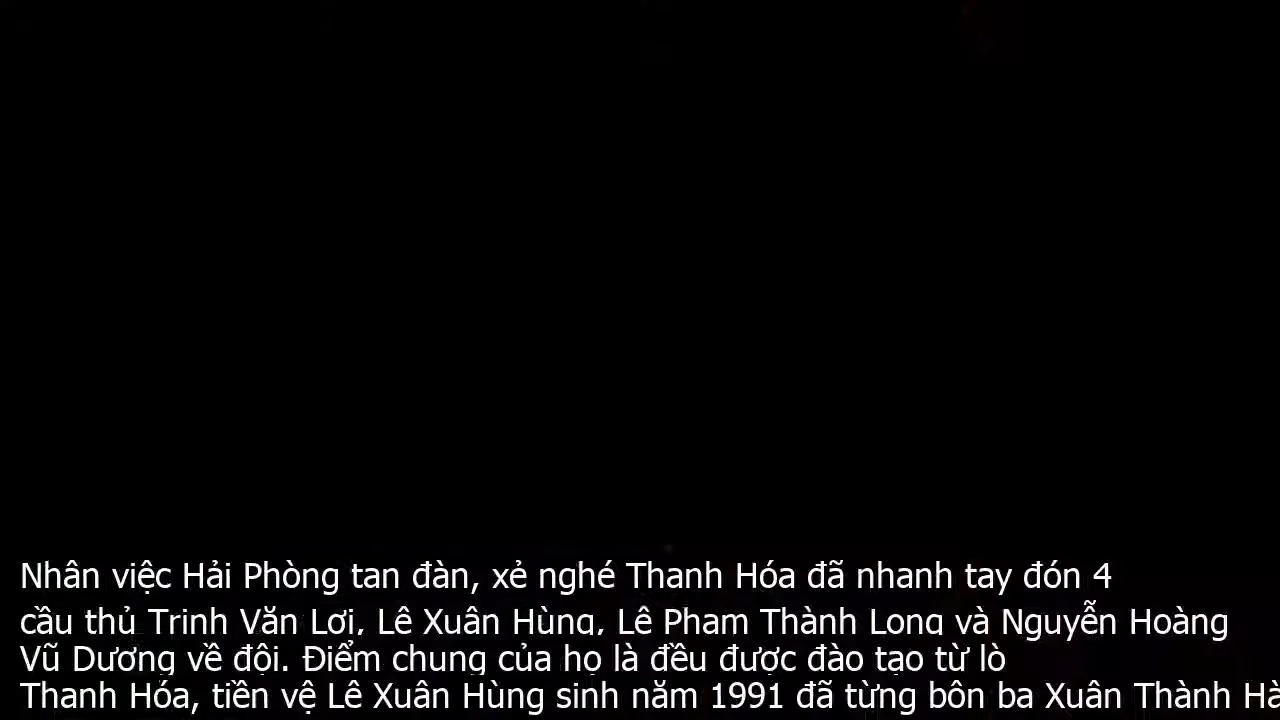 Nhân việc Hải Phòng tan đàn, xẻ nghé Thanh Hóa đã nhanh tay đón 4
cầu thủ Trịnh Văn Lợi, Lê Xuân Hùng, Lê Phạm Thành Long và Nguyễn Hoàng
Vũ Dương về đội. Điểm chung của họ là đều được đào tạo từ lò
Thanh Hóa, tiền vệ Lê Xuân Hùng sinh năm 1991 đã từng bôn ba Xuân Thành